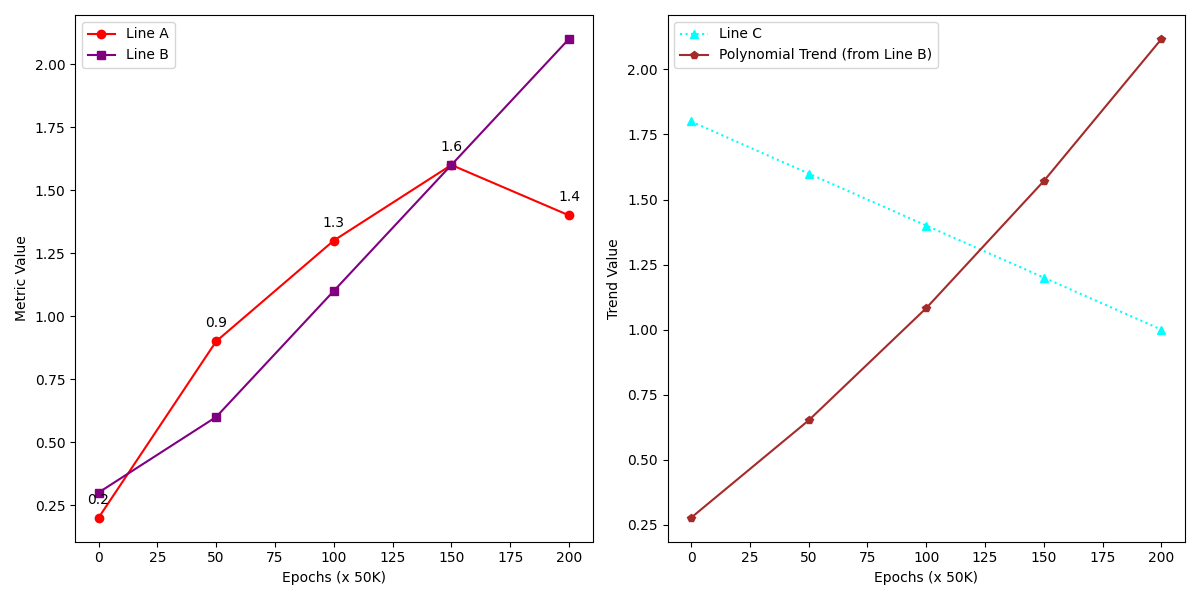 Line A
Line B
0.2
0.9
1.3
1.6
1.4
2.00
1.75
1.50
1.25
1.00
0.75
0.50
0.25
Metric Value
0 25 50 75 100 125 150 175 200
Epochs (x 50K)
Line C
Polynomial Trend (from Line B)
2.00
1.75
1.50
1.25
1.00
0.75
0.50
0.25
Trend Value
0 25 50 75 100 125 150 175 200
Epochs (x 50K)